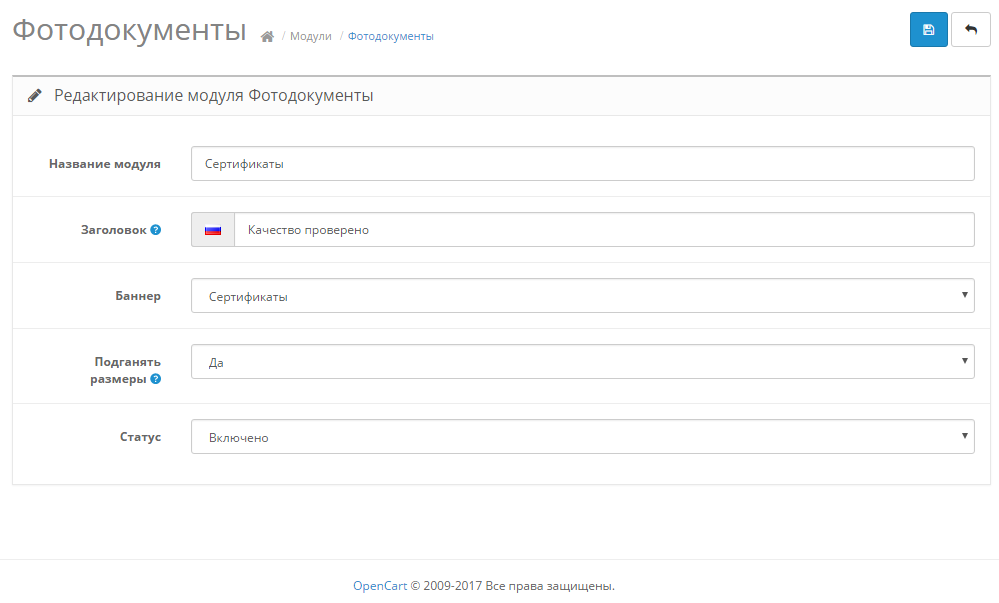 Фотодокументы / Модули / Фотодокументы
Редактирование модуля Фотодокументы
Название модуля Сертификаты
Заголовок ? Качество проверено
Баннер Сертификаты
Подганять Да
размеры ?
Статус Включено
OpenCart © 2009-2017 Все права защищены.